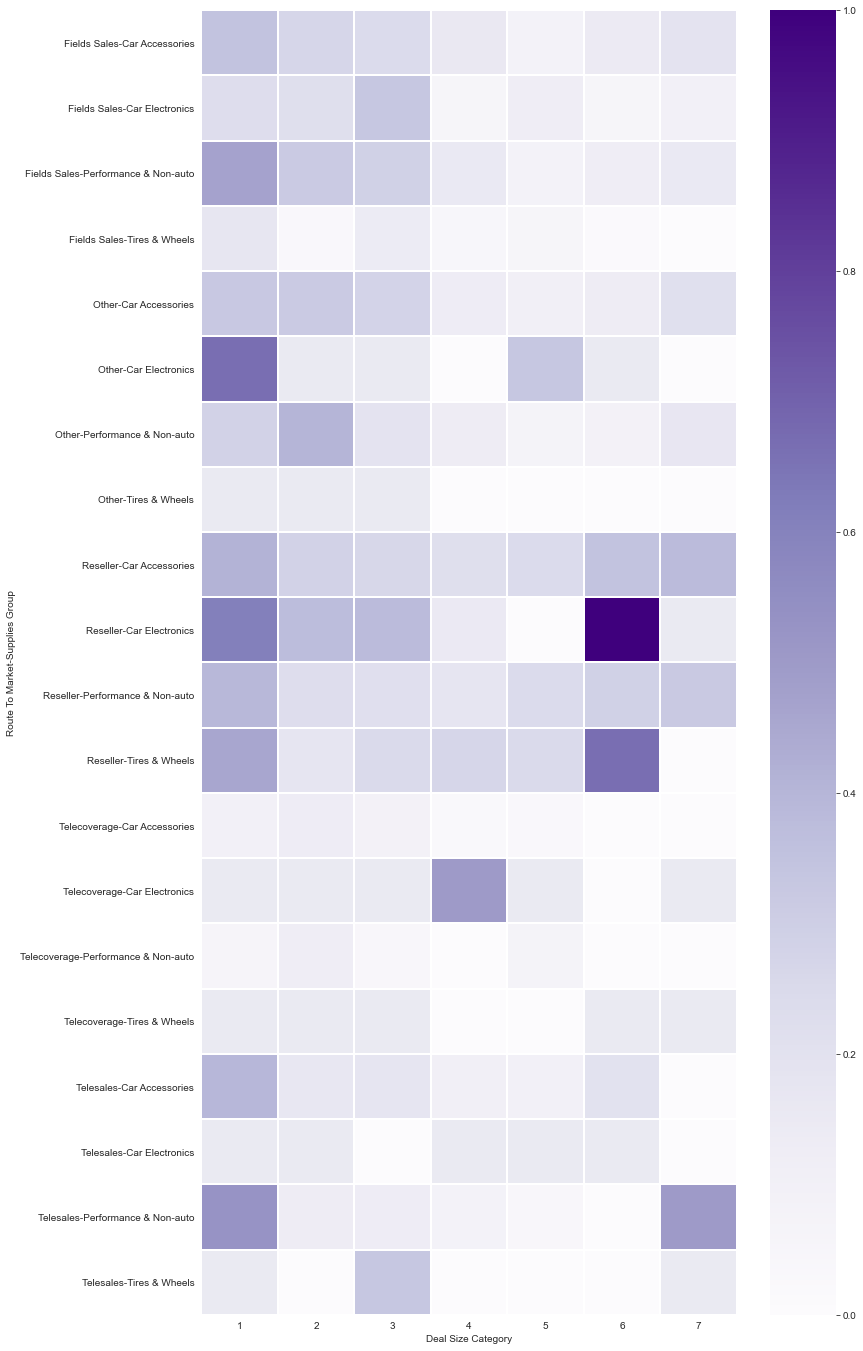 Route To Market-Supplies Group
Fields Sales-Car Accessories
Fields Sales-Car Electronics
Fields Sales-Performance & Non-auto
Fields Sales-Tires & Wheels
Other-Car Accessories
Other-Car Electronics
Other-Performance & Non-auto
Other-Tires & Wheels
Reseller-Car Accessories
Reseller-Car Electronics
Reseller-Performance & Non-auto
Reseller-Tires & Wheels
Telecoverage-Car Accessories
Telecoverage-Car Electronics
Telecoverage-Performance & Non-auto
Telecoverage-Tires & Wheels
Telesales-Car Accessories
Telesales-Car Electronics
Telesales-Performance & Non-auto
Telesales-Tires & Wheels
1 2 3 4 5 6 7
Deal Size Category
1.0
0.8
0.6
0.4
0.2
0.0